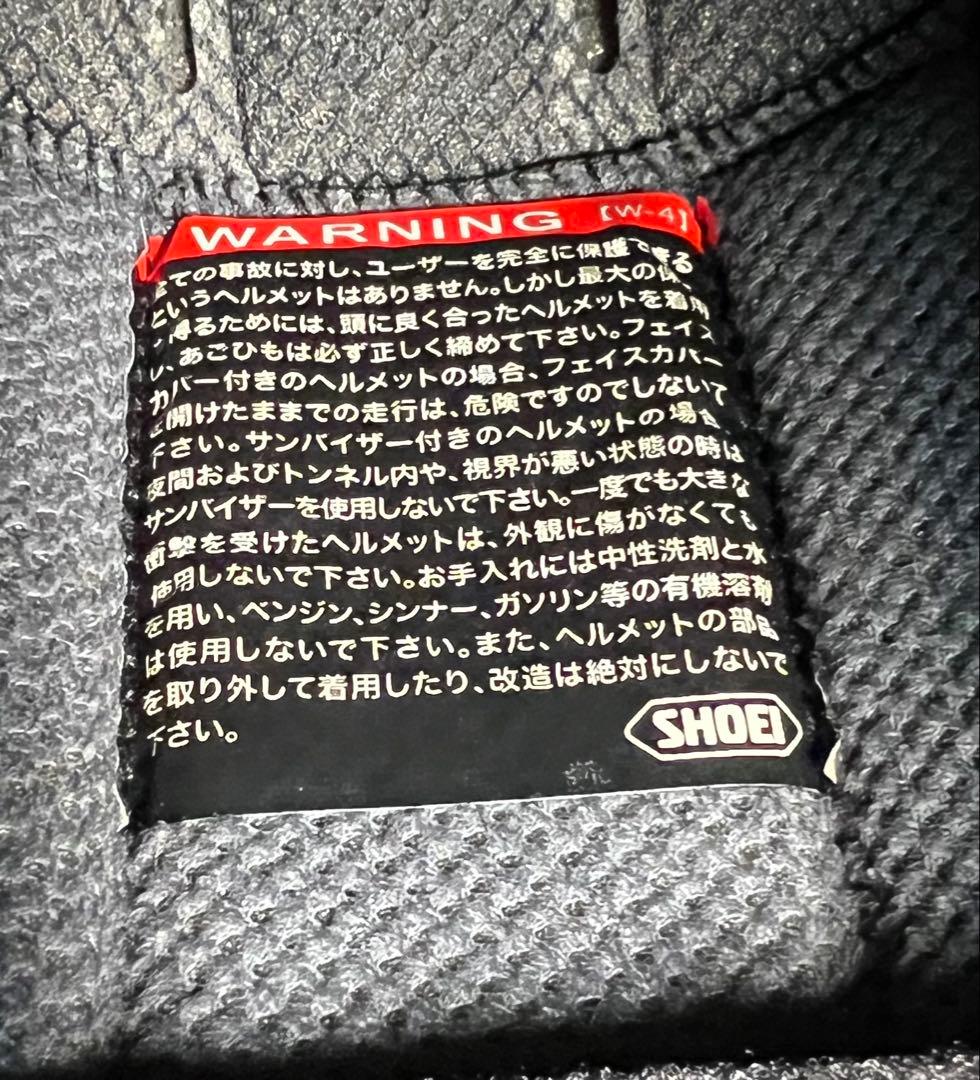 WARNING [W-4]
全ての事故に対し、ユーザーを完全に保護できる
というヘルメットはありません。しかし最大の保
得るためには、頭に良く合ったヘルメットを着用
し、あごひもは必ず正しく締めて下さい。フェイス
カバー付きのヘルメットの場合、フェイスカバー
を開けたままでの走行は、危険ですのでしないで
下さい。サンバイザー付きのヘルメットの場合
夜間およびトンネル内や、視界が悪い状態の時は
サンバイザーを使用しないで下さい。一度でも大きな
衝撃を受けたヘルメットは、外観に傷がなくても
使用しないで下さい。お手入れには中性洗剤と水
を用い、ベンジン、シンナー、ガソリン等の有機溶剤
は使用しないで下さい。また、ヘルメットの部品
を取り外して着用したり、改造は絶対にしないで
下さい。
SHOEI